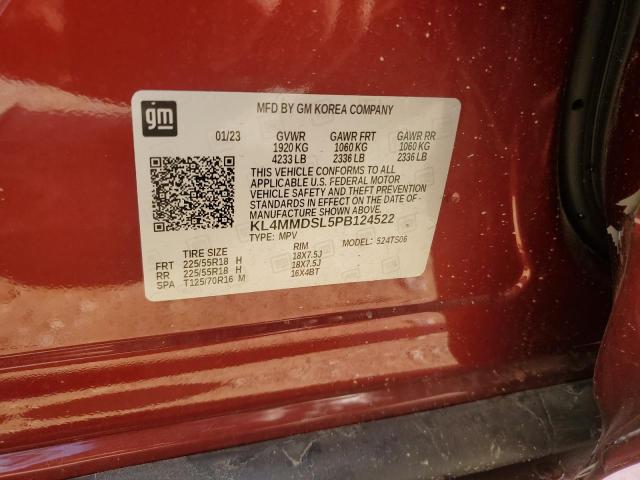 gm
MFD BY GM KOREA COMPANY
01/23 GVWR GAWR FRT GAWR RR
1920 KG 1060 KG 1060 KG
4233 LB 2336 LB 2336 LB
THIS VEHICLE CONFORMS TO ALL
APPLICABLE U.S. FEDERAL MOTOR
VEHICLE SAFETY AND THEFT PREVENTION
STANDARDS IN EFFECT ON THE DATE OF
MANUFACTURE SHOWN ABOVE.
KL4MMDSL5PB124522
TYPE: MPV MODEL: 524TS06
TIRE SIZE RIM
FRT 225/55R18 H 18X7.5J
RR 225/55R18 H 18X7.5J
SPA T125/70R16 M 16X4BT